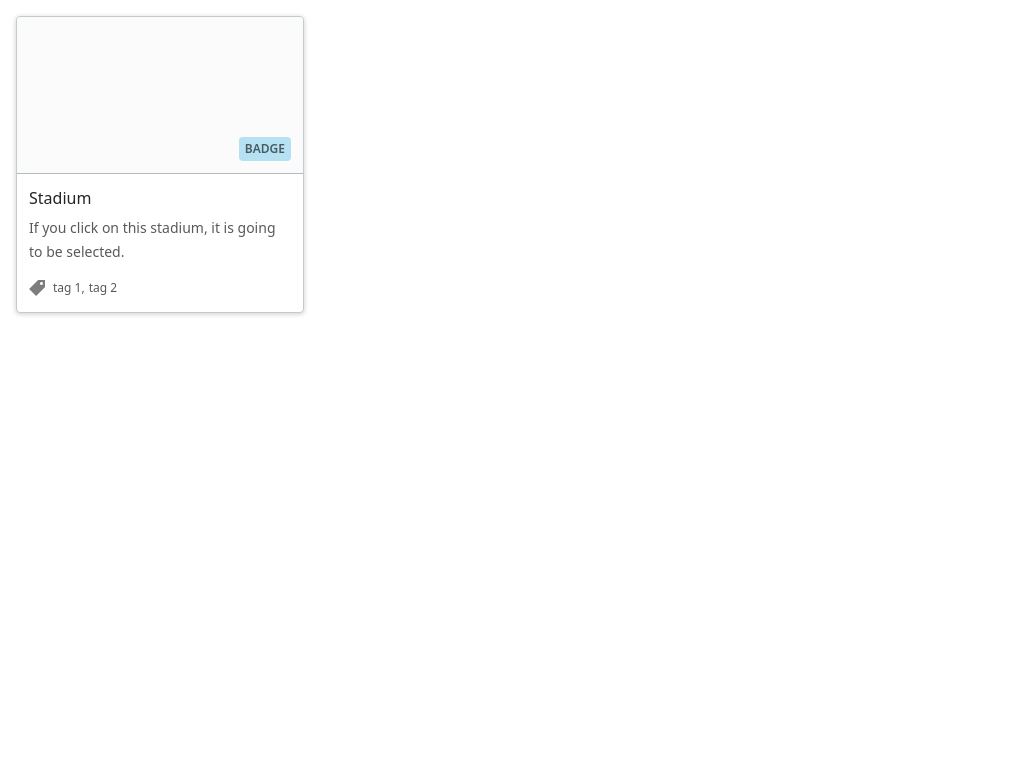 BADGE
Stadium
If you click on this stadium, it is going
to be selected.
tag 1, tag 2